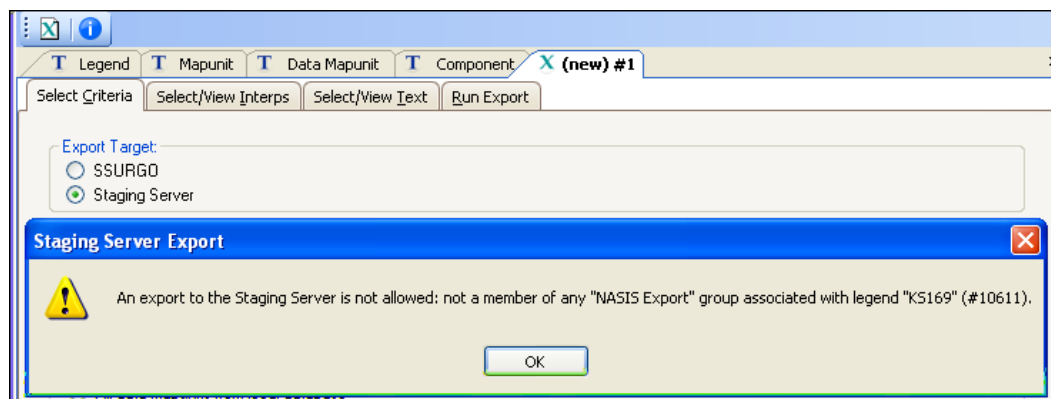 T Legend T Mapunit T Data Mapunit T Component X (new) #1
Select Criteria Select/View Interps Select/View Text Run Export
Export Target:
SSURGO
Staging Server
Staging Server Export
An export to the Staging Server is not allowed: not a member of any "NASIS Export" group associated with legend "KS169" (#10611).
OK